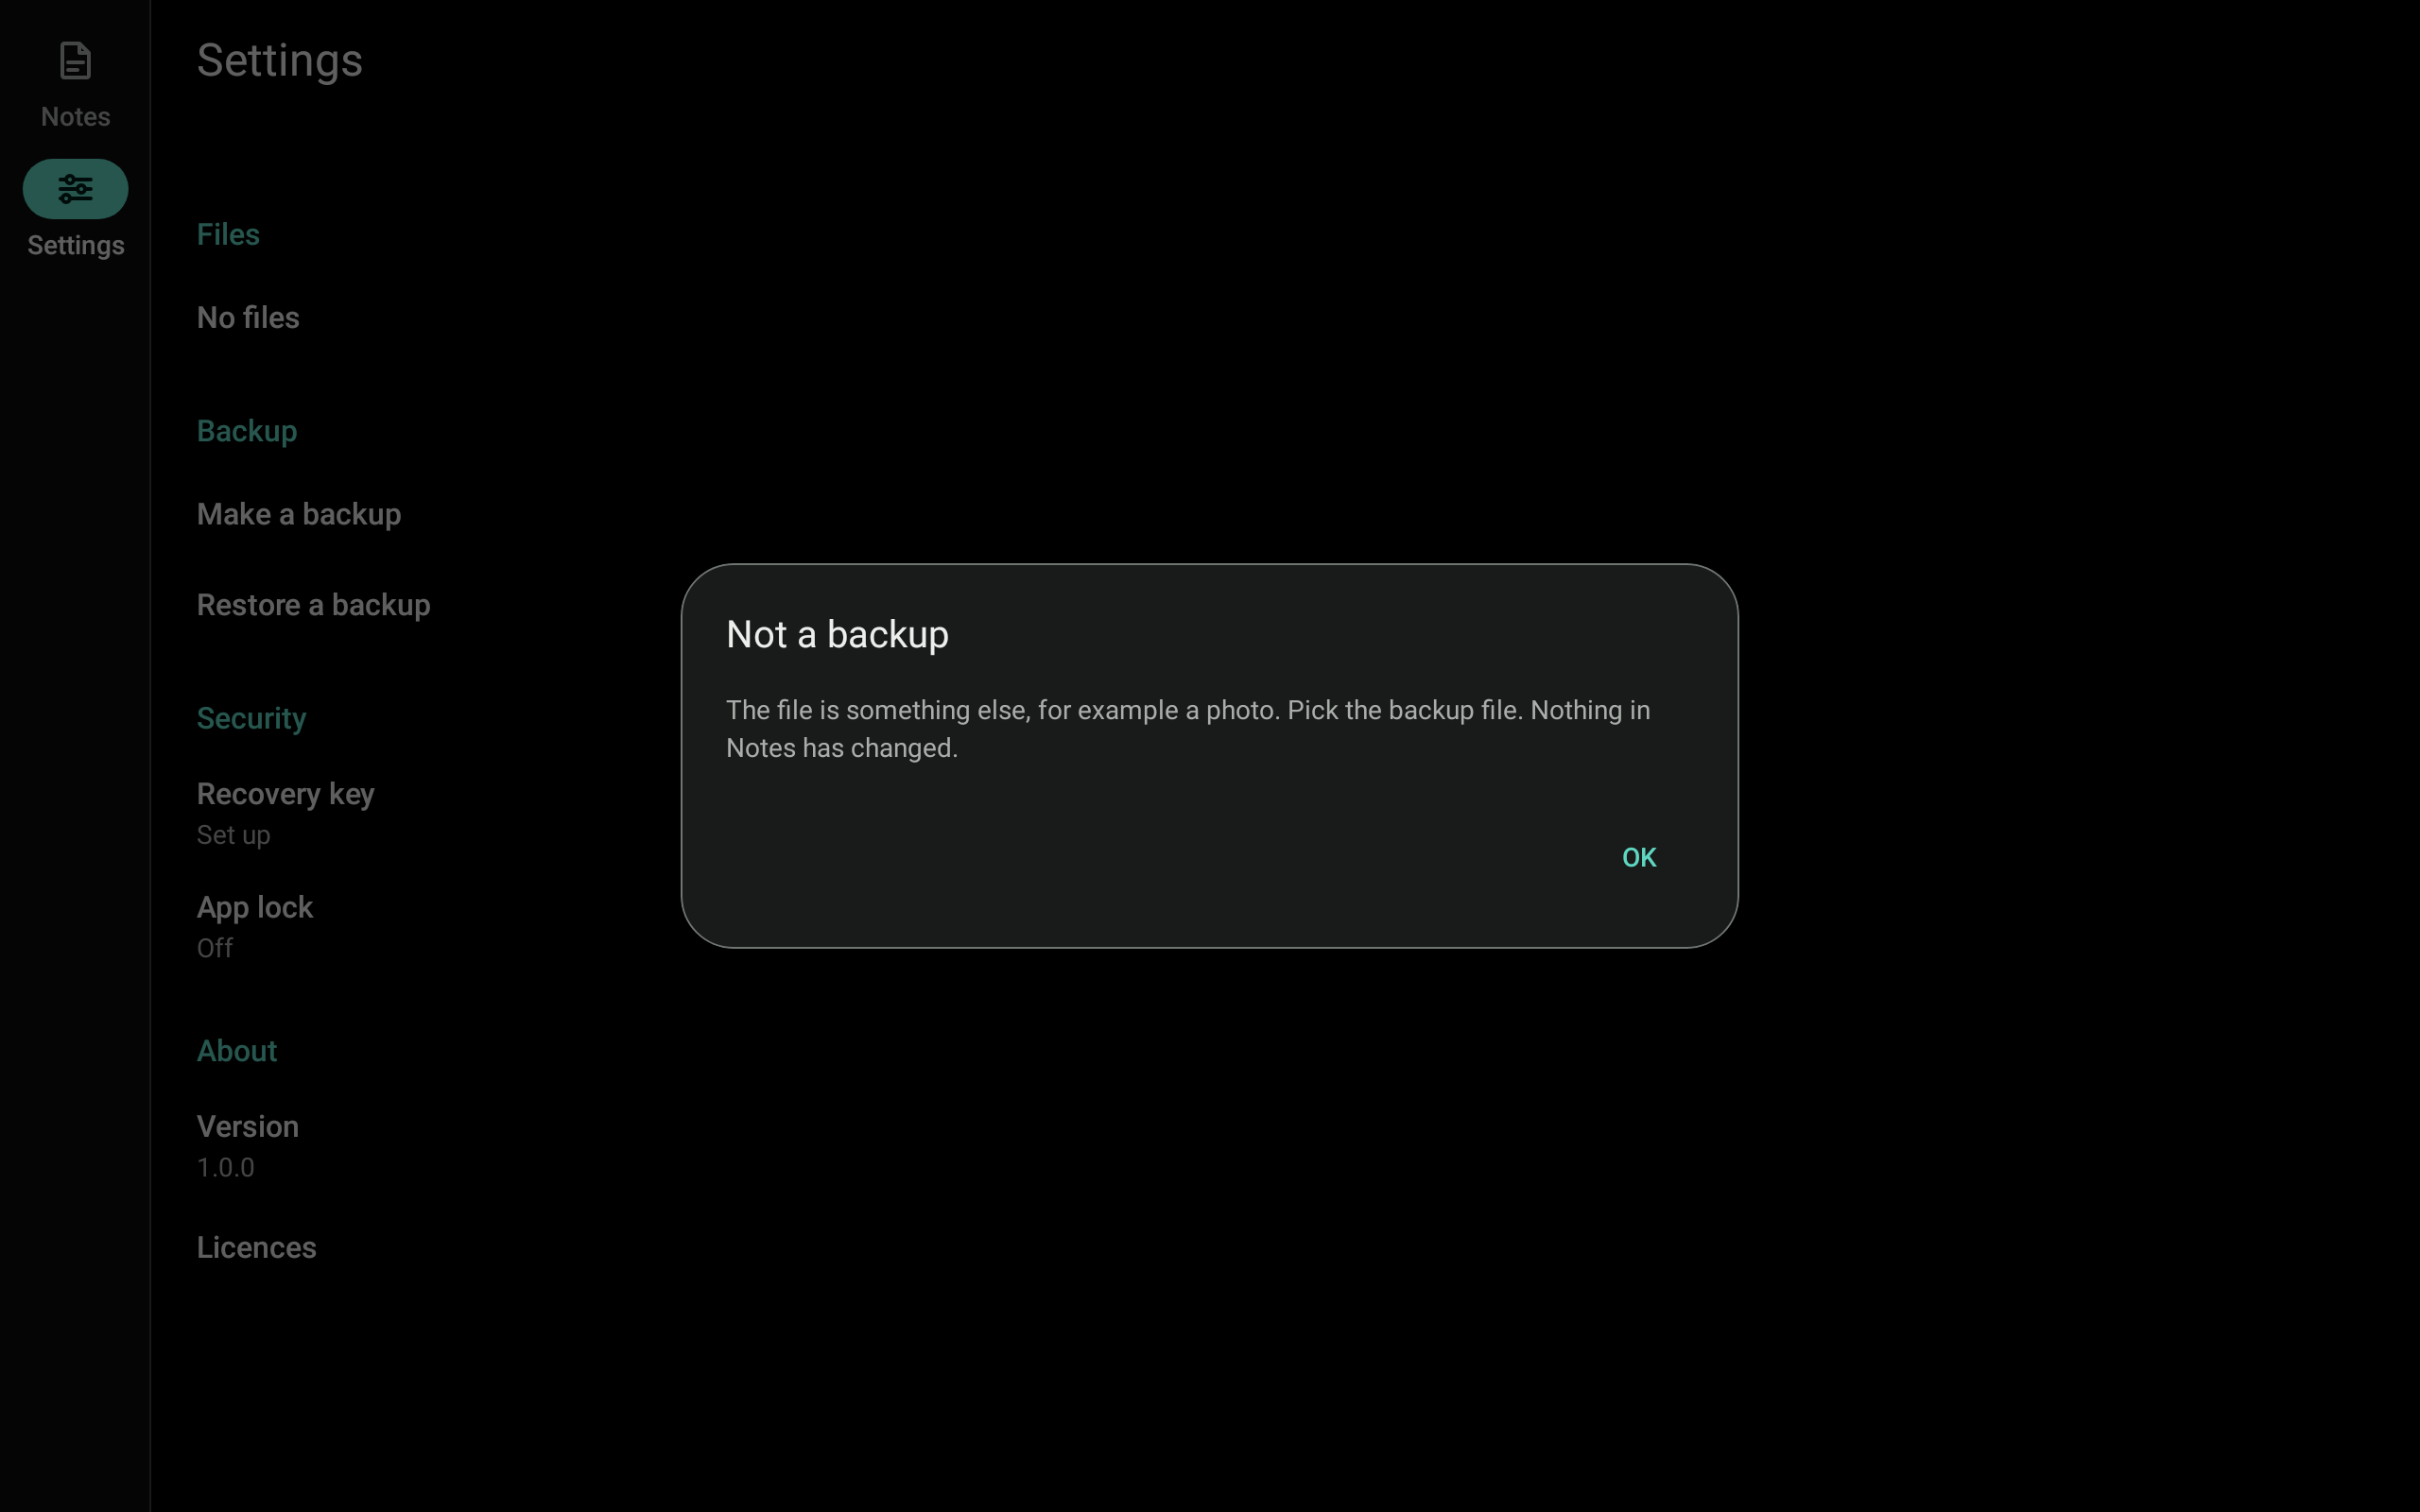 Settings
Notes
Settings
Files
No files
Backup
Make a backup
Restore a backup
Security
Recovery key
Set up
App lock
Off
About
Version
1.0.0
Licences
Not a backup
The file is something else, for example a photo. Pick the backup file. Nothing in
Notes has changed.
OK